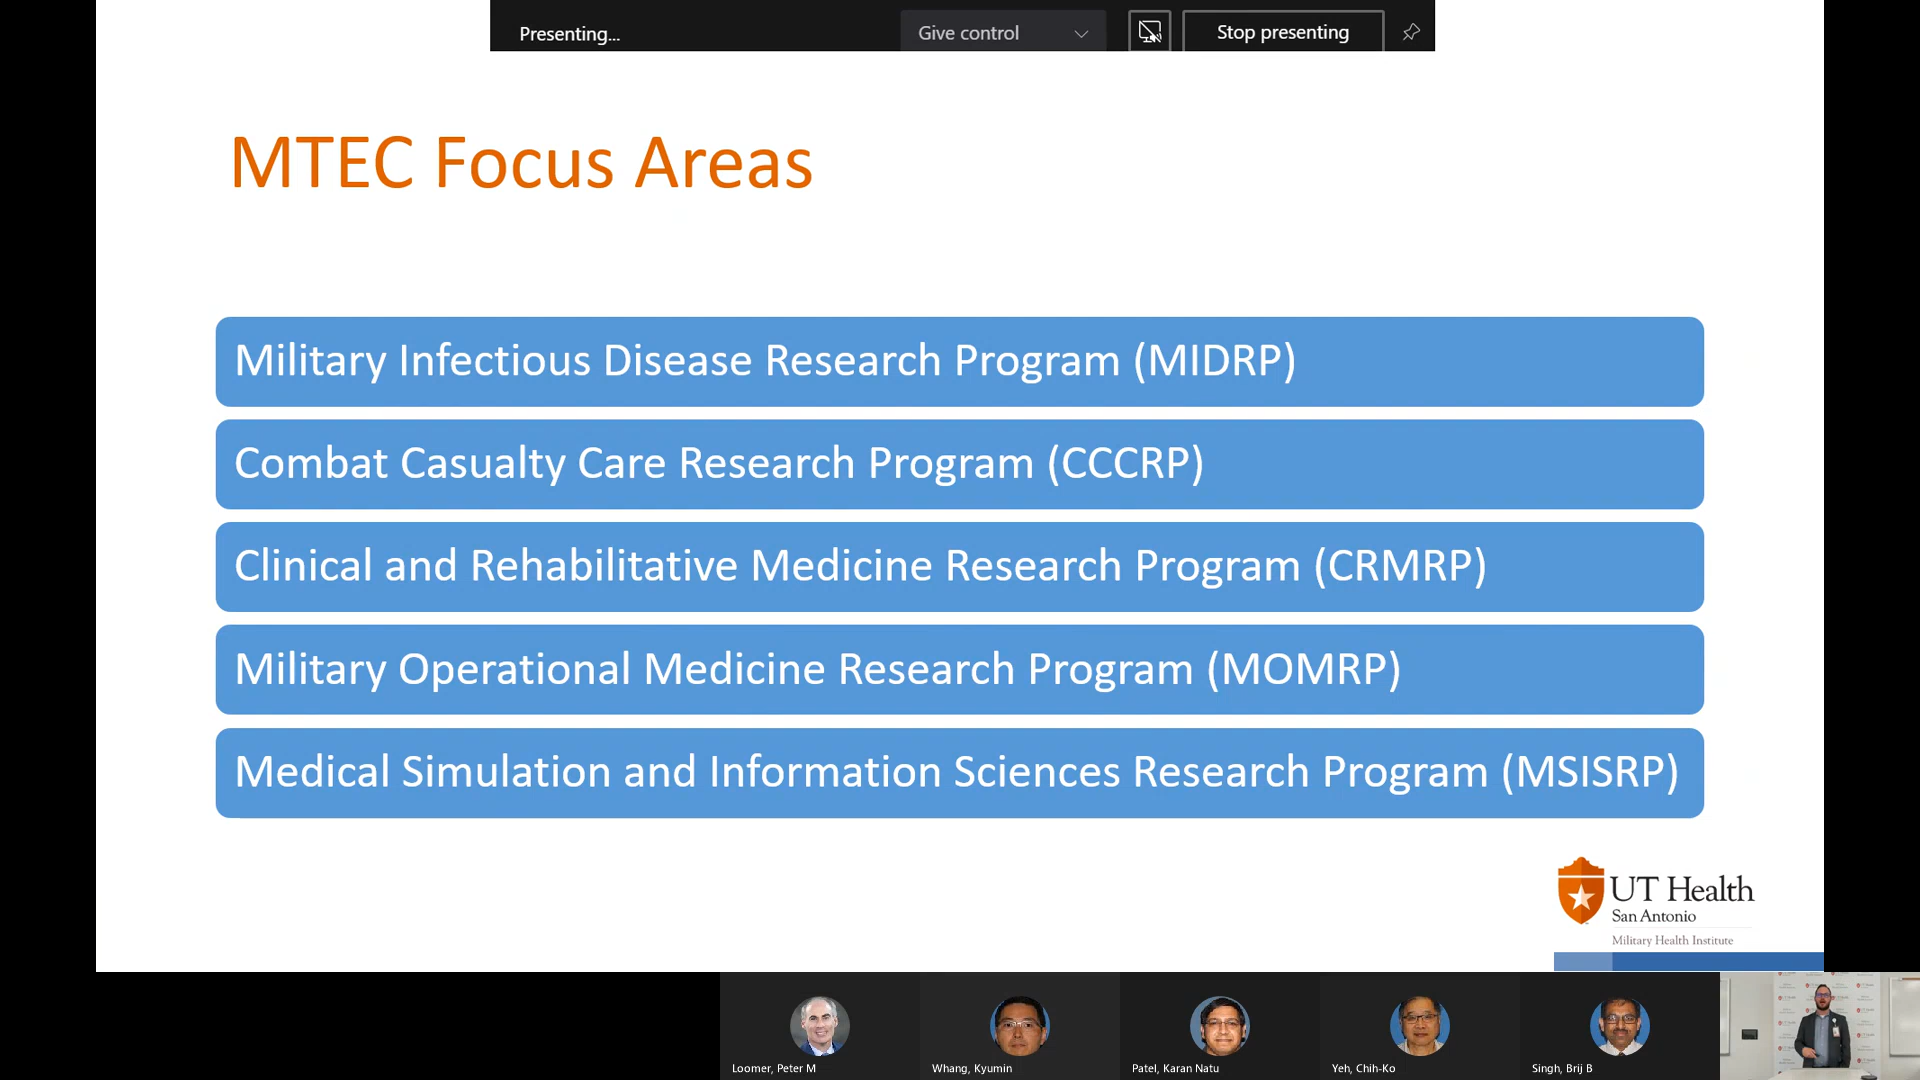 Presenting...
Give control
Stop presenting
MTEC Focus Areas
Military Infectious Disease Research Program (MIDRP)
Combat Casualty Care Research Program (CCCRP)
Clinical and Rehabilitative Medicine Research Program (CRMRP)
Military Operational Medicine Research Program (MOMRP)
Medical Simulation and Information Sciences Research Program (MSISRP)
UT Health
San Antonio
Military Health Institute
Loomer, Peter M
Whang, Kyumin
Patel, Karan Natu
Yeh, Chih-Ko
Singh, Brij B